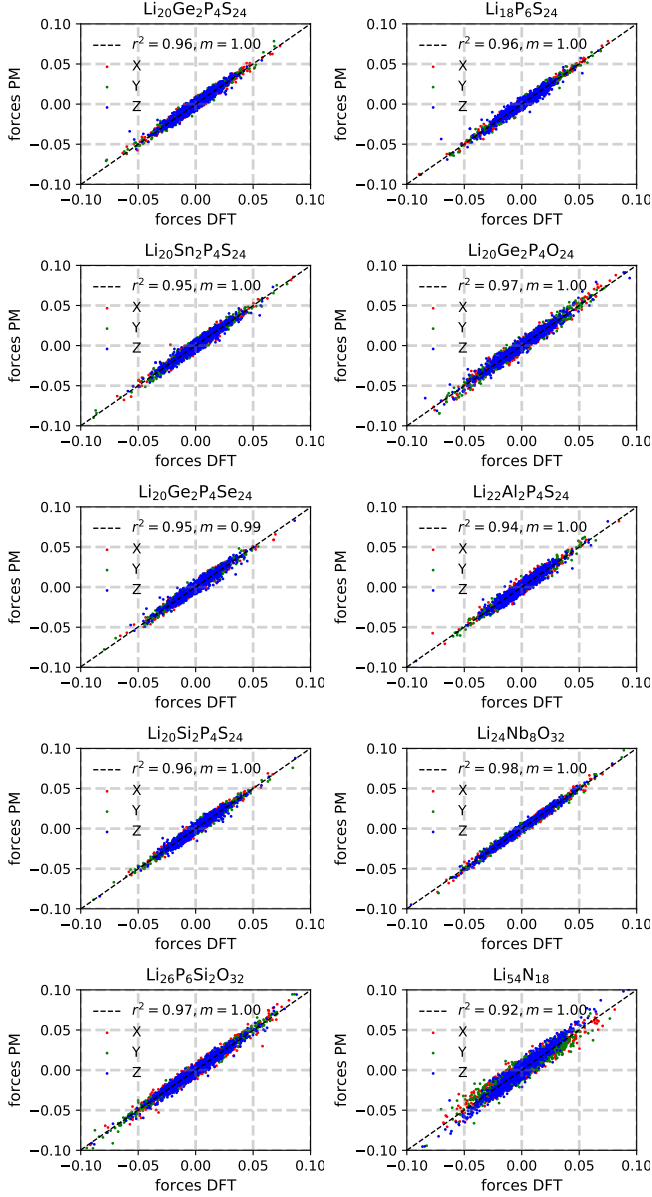 Li₂₀Ge₂P₄S₂₄
0.10
0.05
0.00
−0.05
−0.10
forces PM
r² = 0.96, m = 1.00
X
Y
Z
−0.10 −0.05 0.00 0.05 0.10
forces DFT
Li₁₈P₆S₂₄
0.10
0.05
0.00
−0.05
−0.10
forces PM
r² = 0.96, m = 1.00
X
Y
Z
−0.10 −0.05 0.00 0.05 0.10
forces DFT
Li₂₀Sn₂P₄S₂₄
0.10
0.05
0.00
−0.05
−0.10
forces PM
r² = 0.95, m = 1.00
X
Y
Z
−0.10 −0.05 0.00 0.05 0.10
forces DFT
Li₂₀Ge₂P₄O₂₄
0.10
0.05
0.00
−0.05
−0.10
forces PM
r² = 0.97, m = 1.00
X
Y
Z
−0.10 −0.05 0.00 0.05 0.10
forces DFT
Li₂₀Ge₂P₄Se₂₄
0.10
0.05
0.00
−0.05
−0.10
forces PM
r² = 0.95, m = 0.99
X
Y
Z
−0.10 −0.05 0.00 0.05 0.10
forces DFT
Li₂₂Al₂P₄S₂₄
0.10
0.05
0.00
−0.05
−0.10
forces PM
r² = 0.94, m = 1.00
X
Y
Z
−0.10 −0.05 0.00 0.05 0.10
forces DFT
Li₂₀Si₂P₄S₂₄
0.10
0.05
0.00
−0.05
−0.10
forces PM
r² = 0.96, m = 1.00
X
Y
Z
−0.10 −0.05 0.00 0.05 0.10
forces DFT
Li₂₄Nb₈O₃₂
0.10
0.05
0.00
−0.05
−0.10
forces PM
r² = 0.98, m = 1.00
X
Y
Z
−0.10 −0.05 0.00 0.05 0.10
forces DFT
Li₂₆P₆Si₂O₃₂
0.10
0.05
0.00
−0.05
−0.10
forces PM
r² = 0.97, m = 1.00
X
Y
Z
−0.10 −0.05 0.00 0.05 0.10
forces DFT
Li₅₄N₁₈
0.10
0.05
0.00
−0.05
−0.10
forces PM
r² = 0.92, m = 1.00
X
Y
Z
−0.10 −0.05 0.00 0.05 0.10
forces DFT